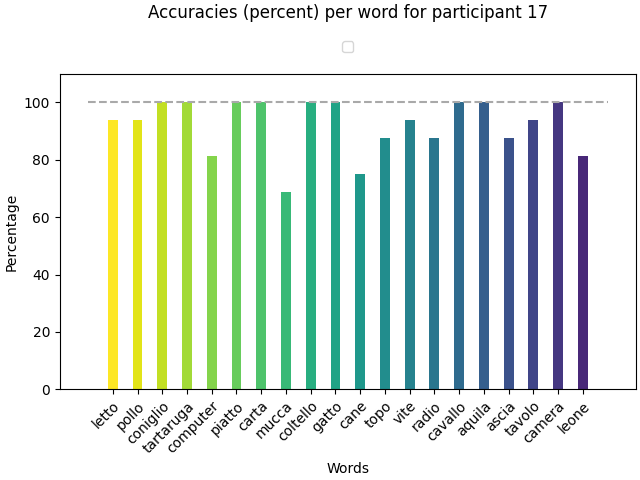 Accuracies (percent) per word for participant 17
100
80
60
40
20
0
Percentage
letto
pollo
coniglio
tartaruga
computer
piatto
carta
mucca
coltello
gatto
cane
topo
vite
radio
cavallo
aquila
ascia
tavolo
camera
leone
Words